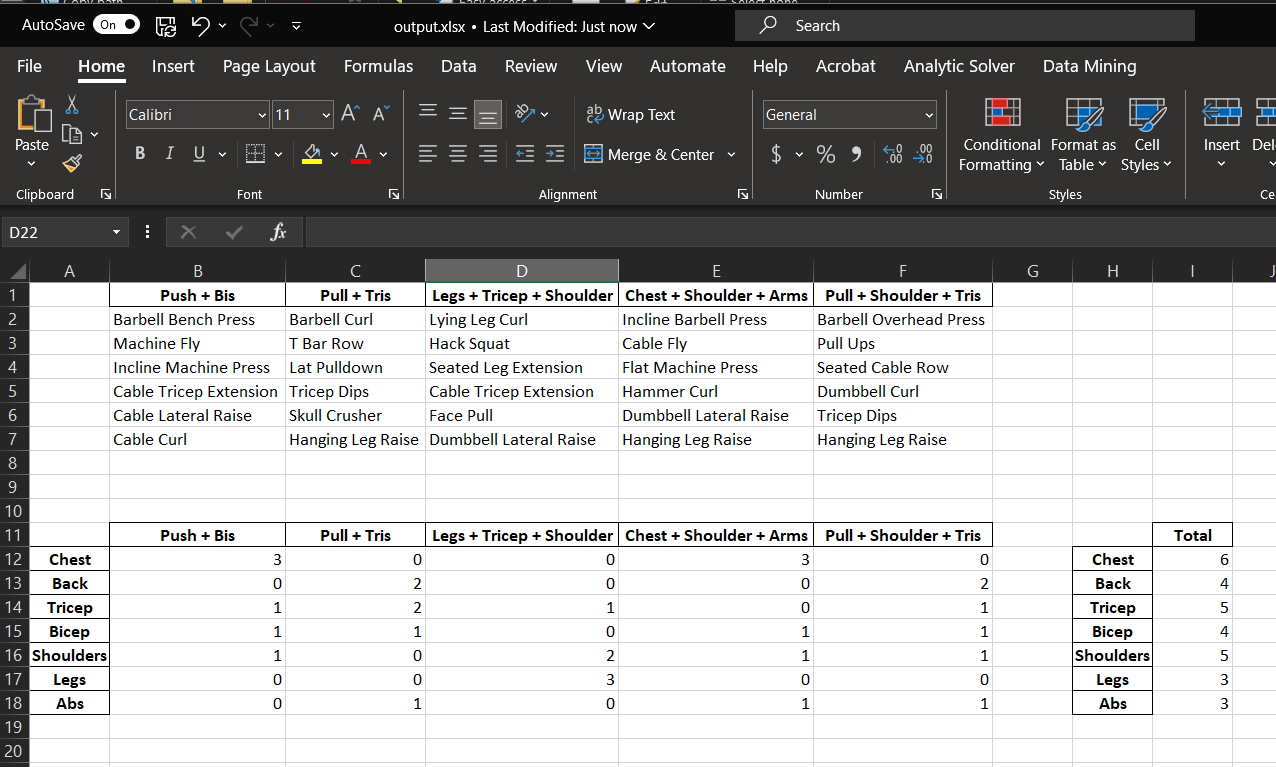 Copy path Easy access Edit Select none
AutoSave On output.xlsx • Last Modified: Just now Search
File Home Insert Page Layout Formulas Data Review View Automate Help Acrobat Analytic Solver Data Mining
Calibri 11 A^ A ab Wrap Text General
Paste B I U A Merge & Center $ % 9 .00 .00 Conditional Formatting Format as Table Cell Styles Insert
Clipboard Font Alignment Number Styles
D22 fx
A B C D E F G H I J
1 Push + Bis Pull + Tris Legs + Tricep + Shoulder Chest + Shoulder + Arms Pull + Shoulder + Tris
2 Barbell Bench Press Barbell Curl Lying Leg Curl Incline Barbell Press Barbell Overhead Press
3 Machine Fly T Bar Row Hack Squat Cable Fly Pull Ups
4 Incline Machine Press Lat Pulldown Seated Leg Extension Flat Machine Press Seated Cable Row
5 Cable Tricep Extension Tricep Dips Cable Tricep Extension Hammer Curl Dumbbell Curl
6 Cable Lateral Raise Skull Crusher Face Pull Dumbbell Lateral Raise Tricep Dips
7 Cable Curl Hanging Leg Raise Dumbbell Lateral Raise Hanging Leg Raise Hanging Leg Raise
8
9
10
11 Push + Bis Pull + Tris Legs + Tricep + Shoulder Chest + Shoulder + Arms Pull + Shoulder + Tris Total
12 Chest 3 0 0 3 0 Chest 6
13 Back 0 2 0 0 2 Back 4
14 Tricep 1 2 1 0 1 Tricep 5
15 Bicep 1 1 0 1 1 Bicep 4
16 Shoulders 1 0 2 1 1 Shoulders 5
17 Legs 0 0 3 0 0 Legs 3
18 Abs 0 1 0 1 1 Abs 3
19
20